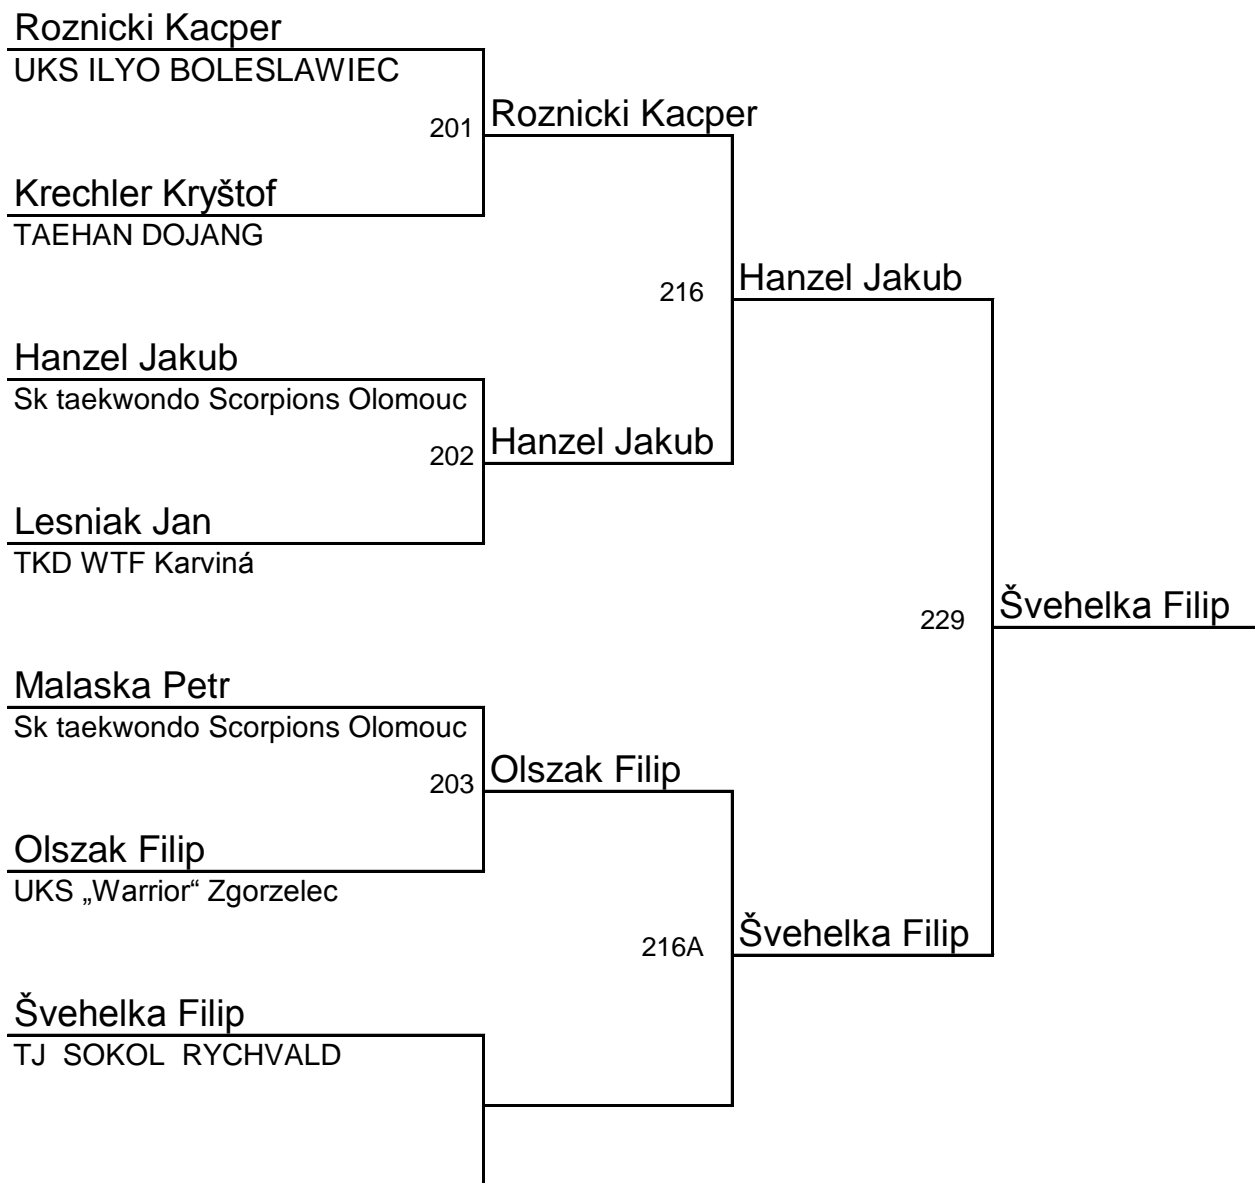 Roznicki Kacper
UKS ILYO BOLESLAWIEC
201
Roznicki Kacper
Krechler Kryštof
TAEHAN DOJANG
216
Hanzel Jakub
Hanzel Jakub
Sk taekwondo Scorpions Olomouc
202
Hanzel Jakub
Lesniak Jan
TKD WTF Karviná
229
Švehelka Filip
Malaska Petr
Sk taekwondo Scorpions Olomouc
203
Olszak Filip
Olszak Filip
UKS „Warrior“ Zgorzelec
216A
Švehelka Filip
Švehelka Filip
TJ  SOKOL  RYCHVALD